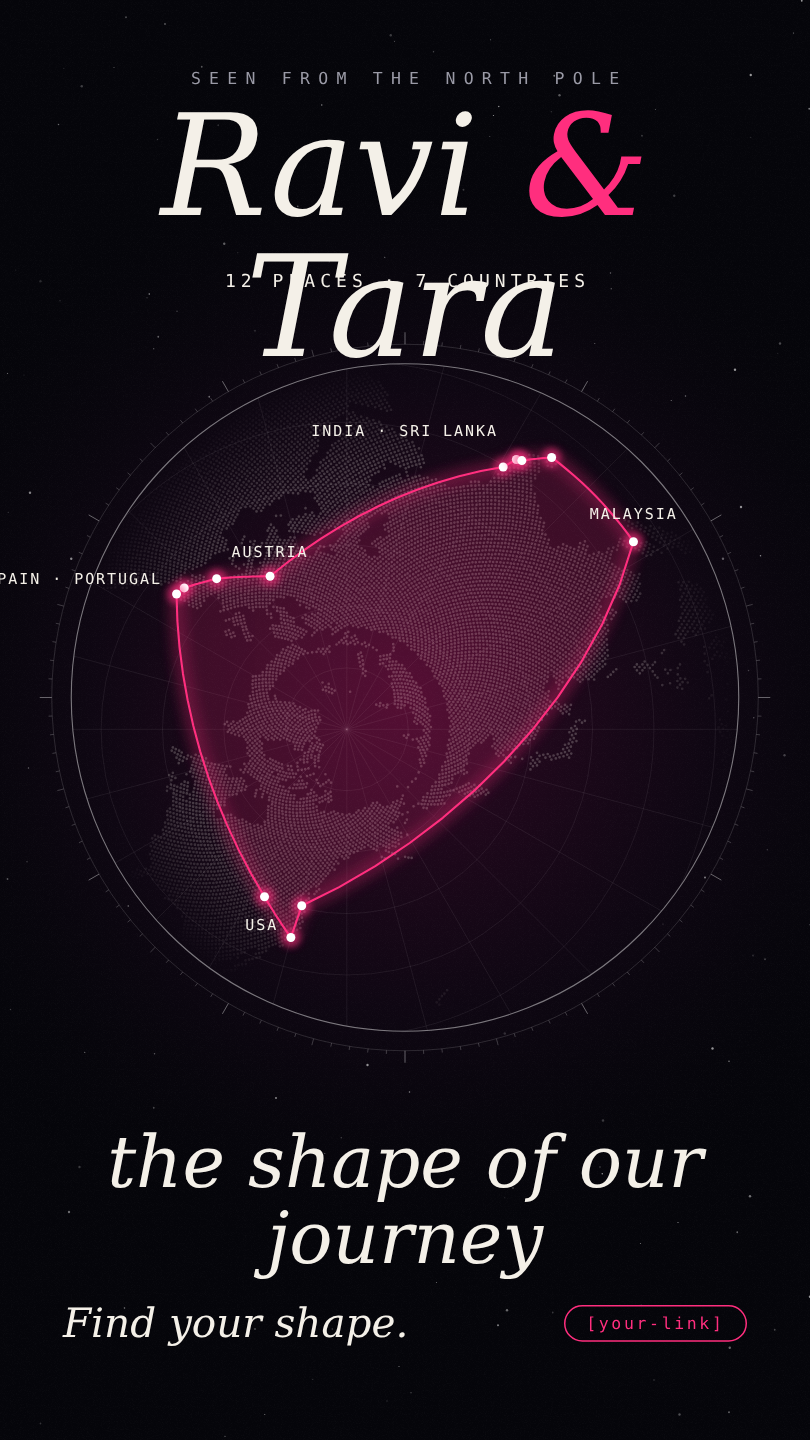 SEEN FROM THE NORTH POLE
Ravi &
Tara
12 PLACES · 7 COUNTRIES
INDIA · SRI LANKA
MALAYSIA
AUSTRIA
PAIN · PORTUGAL
USA
the shape of our
journey
Find your shape.
[your-link]